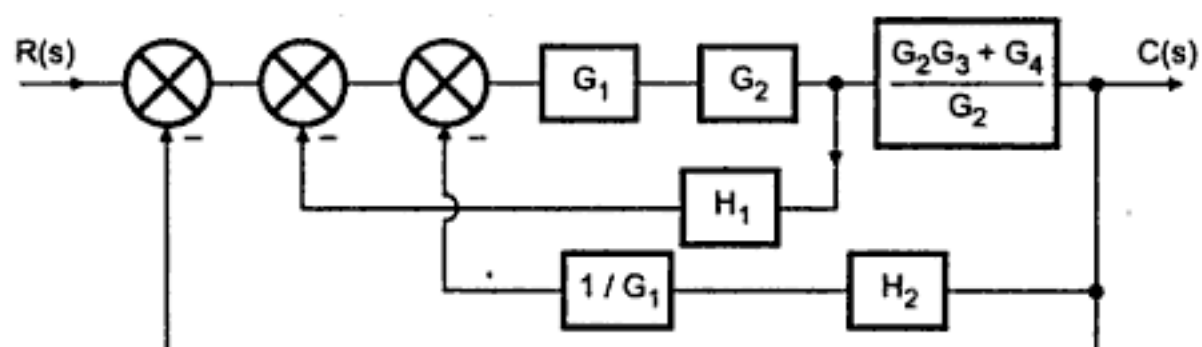 R(s)
G₁
G₂
G₂G₃ + G₄
G₂
C(s)
−
−
−
H₁
1 / G₁
H₂